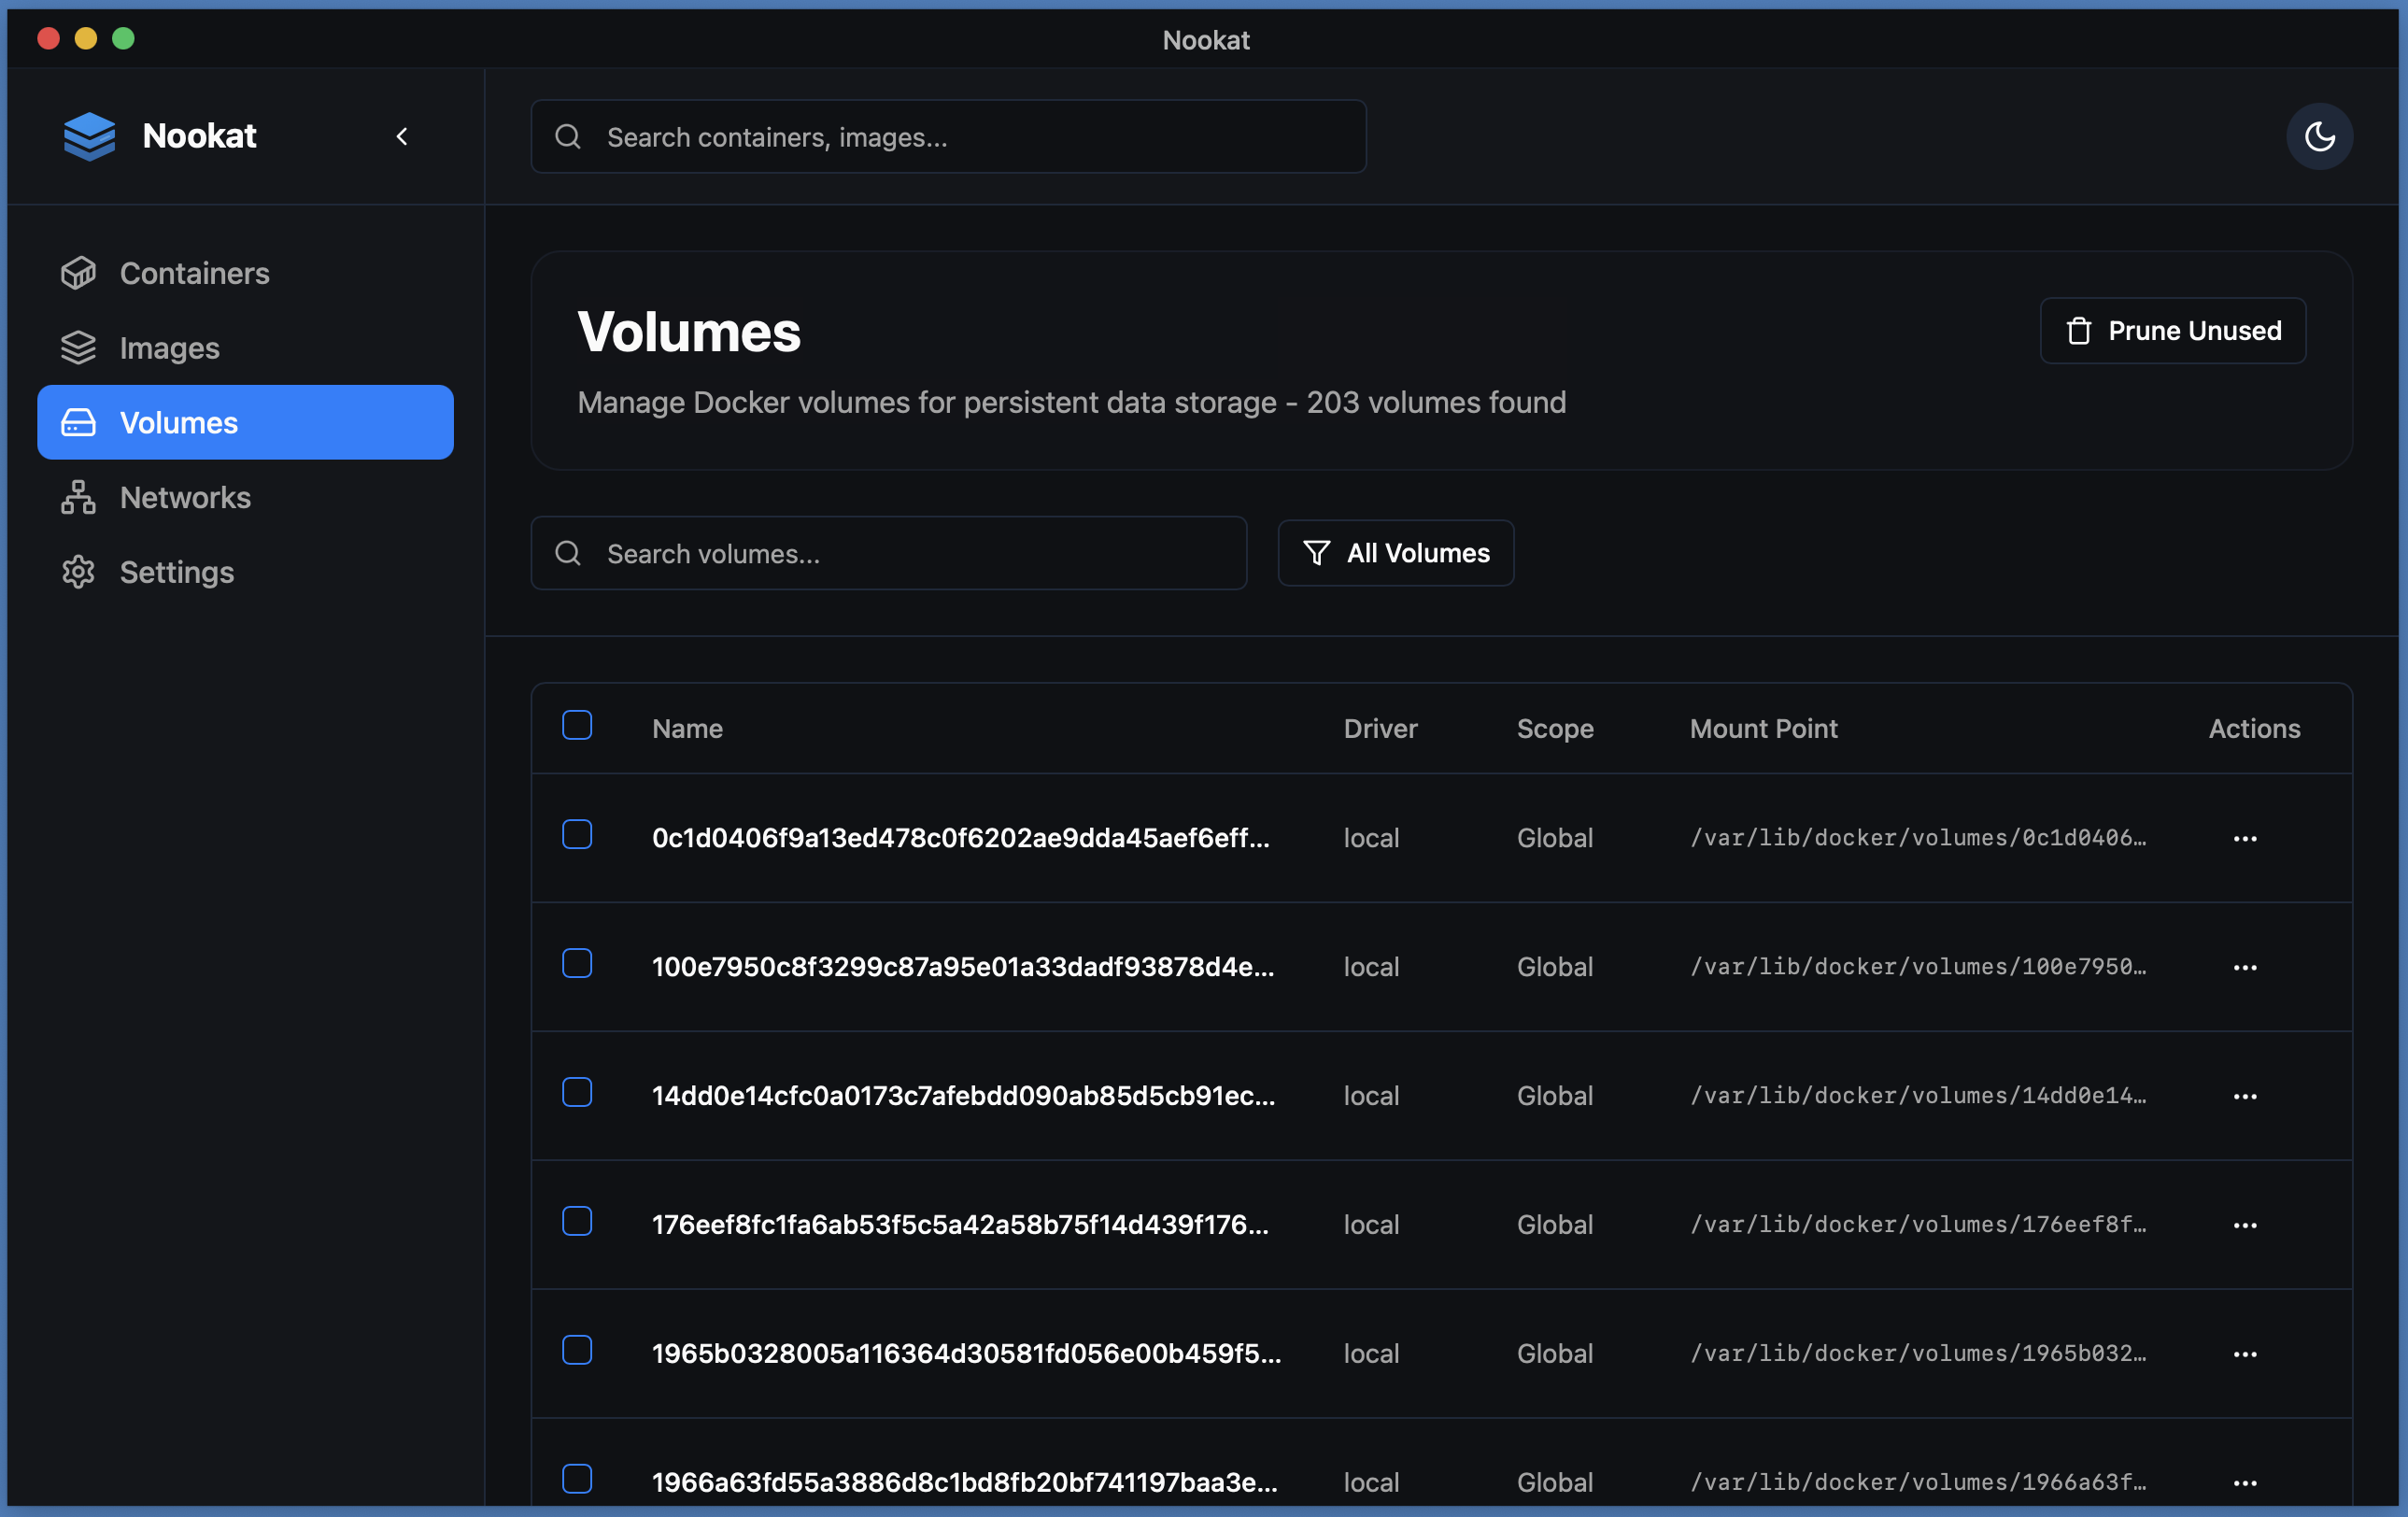 Nookat
Nookat
Search containers, images...
Containers
Images
Volumes
Networks
Settings
Volumes
Prune Unused
Manage Docker volumes for persistent data storage - 203 volumes found
Search volumes...
All Volumes
Name Driver Scope Mount Point Actions
0c1d0406f9a13ed478c0f6202ae9dda45aef6eff... local Global /var/lib/docker/volumes/0c1d0406…
100e7950c8f3299c87a95e01a33dadf93878d4e... local Global /var/lib/docker/volumes/100e7950…
14dd0e14cfc0a0173c7afebdd090ab85d5cb91ec... local Global /var/lib/docker/volumes/14dd0e14…
176eef8fc1fa6ab53f5c5a42a58b75f14d439f176... local Global /var/lib/docker/volumes/176eef8f…
1965b0328005a116364d30581fd056e00b459f5... local Global /var/lib/docker/volumes/1965b032…
1966a63fd55a3886d8c1bd8fb20bf741197baa3e... local Global /var/lib/docker/volumes/1966a63f…